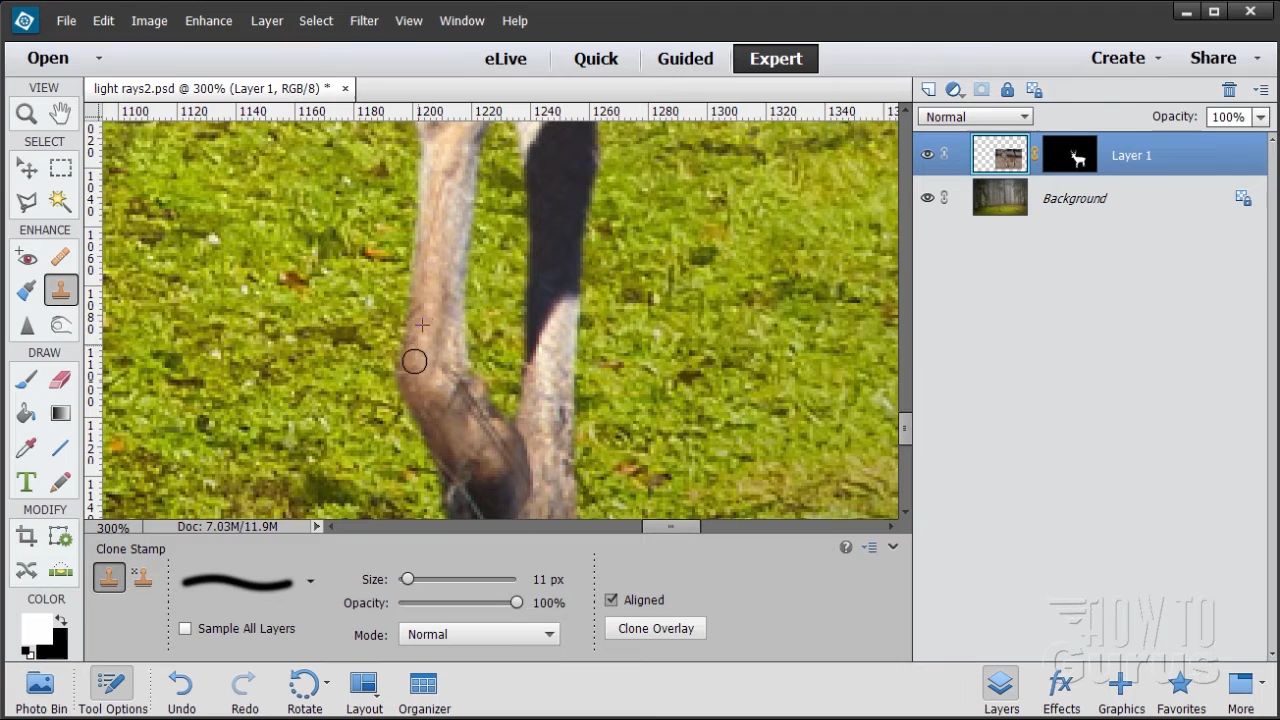 File Edit Image Enhance Layer Select Filter View Window Help
Open eLive Quick Guided Expert Create Share
VIEW
light rays2.psd @ 300% (Layer 1, RGB/8) * ×
1100 1120 1140 1160 1180 1200 1220 1240 1260 1280 1300 1320 1340
Normal Opacity: 100%
SELECT
Layer 1
Background
ENHANCE
DRAW
MODIFY
300% Doc: 7.03M/11.9M
Clone Stamp
Size: 11 px
Opacity: 100%
Aligned
COLOR
Sample All Layers
Mode: Normal
Clone Overlay
HOW TO
Gurus
Photo Bin Tool Options Undo Redo Rotate Layout Organizer Layers Effects Graphics Favorites More